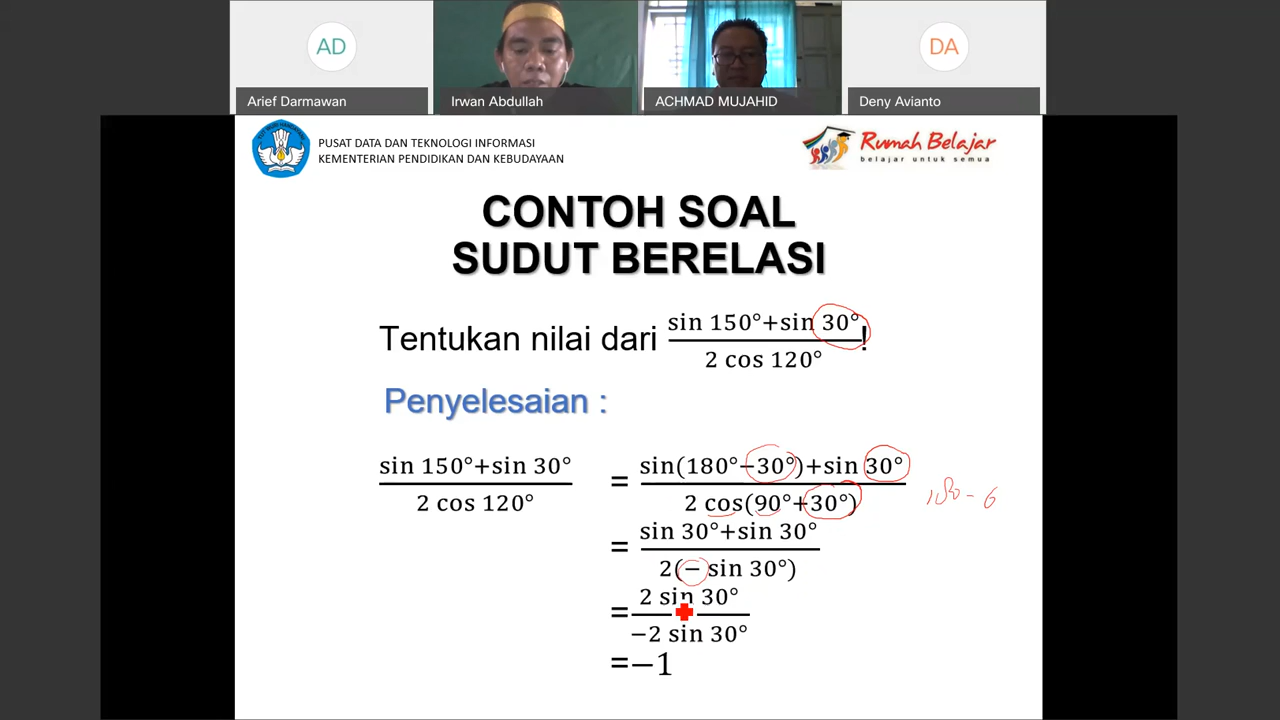 AD
DA
Arief Darmawan
Irwan Abdullah
ACHMAD MUJAHID
Deny Avianto
PUSAT DATA DAN TEKNOLOGI INFORMASI
KEMENTERIAN PENDIDIKAN DAN KEBUDAYAAN
Rumah Belajar
belajar untuk semua
CONTOH SOAL
SUDUT BERELASI
Tentukan nilai dari (sin 150°+sin 30°)/(2 cos 120°)!
Penyelesaian :
(sin 150°+sin 30°)/(2 cos 120°) = (sin(180°−30°)+sin 30°)/(2 cos(90°+30°))
180 - 6
= (sin 30°+sin 30°)/(2(− sin 30°))
= (2 sin 30°)/(−2 sin 30°)
=−1